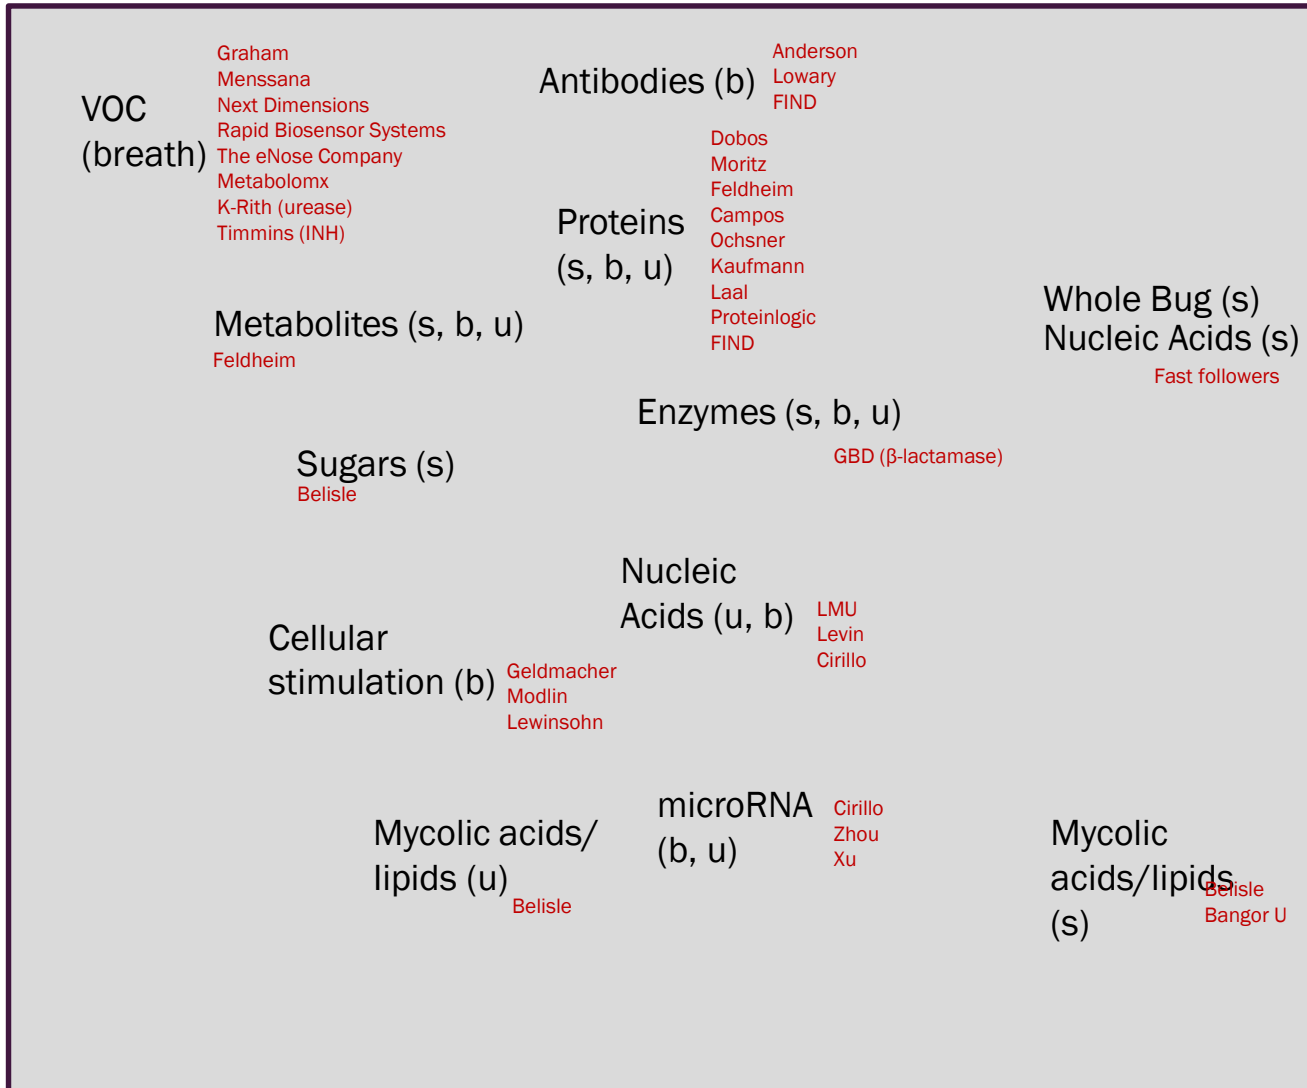 VOC
(breath)
Graham
Menssana
Next Dimensions
Rapid Biosensor Systems
The eNose Company
Metabolomx
K-Rith (urease)
Timmins (INH)
Antibodies (b)
Anderson
Lowary
FIND
Proteins
(s, b, u)
Dobos
Moritz
Feldheim
Campos
Ochsner
Kaufmann
Laal
Proteinlogic
FIND
Metabolites (s, b, u)
Feldheim
Whole Bug (s)
Nucleic Acids (s)
Fast followers
Enzymes (s, b, u)
GBD (β-lactamase)
Sugars (s)
Belisle
Nucleic
Acids (u, b)
LMU
Levin
Cirillo
Cellular
stimulation (b)
Geldmacher
Modlin
Lewinsohn
microRNA
(b, u)
Cirillo
Zhou
Xu
Mycolic acids/
lipids (u)
Belisle
Mycolic
acids/lipids
(s)
Belisle
Bangor U